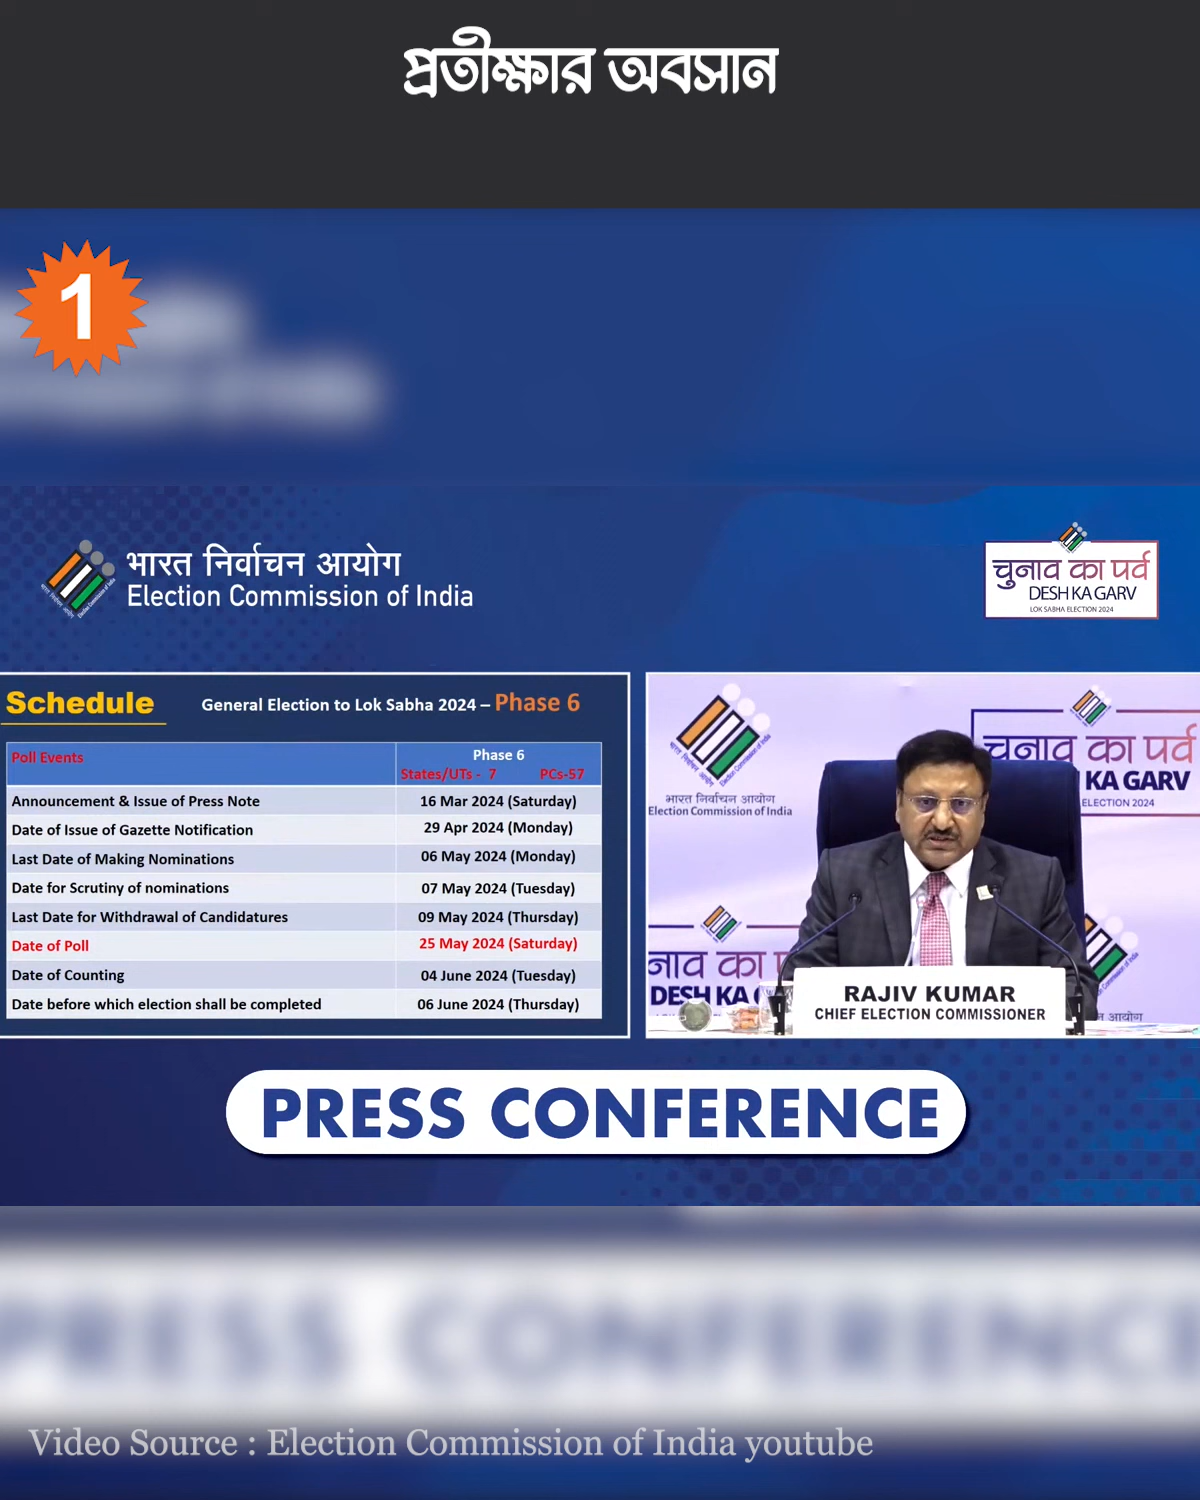 প্রতীক্ষার অবসান
1
भारत निर्वाचन आयोग
Election Commission of India
चुनाव का पर्व
DESH KA GARV
LOK SABHA ELECTION 2024
Schedule
General Election to Lok Sabha 2024 – Phase 6
Poll Events
Phase 6
States/UTs - 7 PCs-57
Announcement & Issue of Press Note 16 Mar 2024 (Saturday)
Date of Issue of Gazette Notification 29 Apr 2024 (Monday)
Last Date of Making Nominations 06 May 2024 (Monday)
Date for Scrutiny of nominations 07 May 2024 (Tuesday)
Last Date for Withdrawal of Candidatures 09 May 2024 (Thursday)
Date of Poll 25 May 2024 (Saturday)
Date of Counting 04 June 2024 (Tuesday)
Date before which election shall be completed 06 June 2024 (Thursday)
भारत निर्वाचन आयोग
Election Commission of India
चुनाव का पर्व
KA GARV
ELECTION 2024
नाव का प
DESH KA G
आयोग
RAJIV KUMAR
CHIEF ELECTION COMMISSIONER
PRESS CONFERENCE
PRESS CONFERENCE
Video Source : Election Commission of India youtube